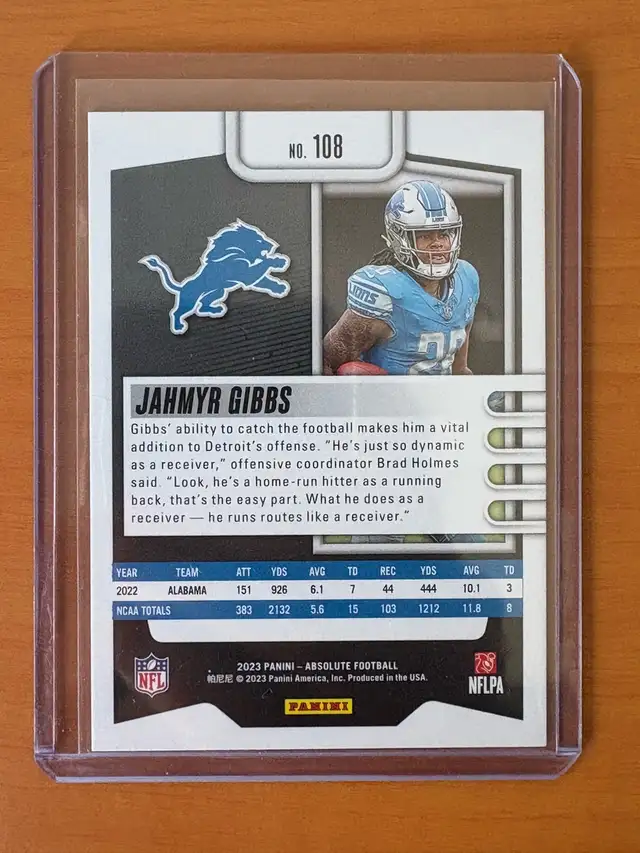 NO. 108
LIONS
LIONS
20
JAHMYR GIBBS
Gibbs' ability to catch the football makes him a vital
addition to Detroit's offense. "He's just so dynamic
as a receiver," offensive coordinator Brad Holmes
said. "Look, he's a home-run hitter as a running
back, that's the easy part. What he does as a
receiver — he runs routes like a receiver."
YEAR TEAM ATT YDS AVG TD REC YDS AVG TD
2022 ALABAMA 151 926 6.1 7 44 444 10.1 3
NCAA TOTALS 383 2132 5.6 15 103 1212 11.8 8
2023 PANINI – ABSOLUTE FOOTBALL
帕尼尼 © 2023 Panini America, Inc. Produced in the USA.
NFL
NFLPA
PANINI